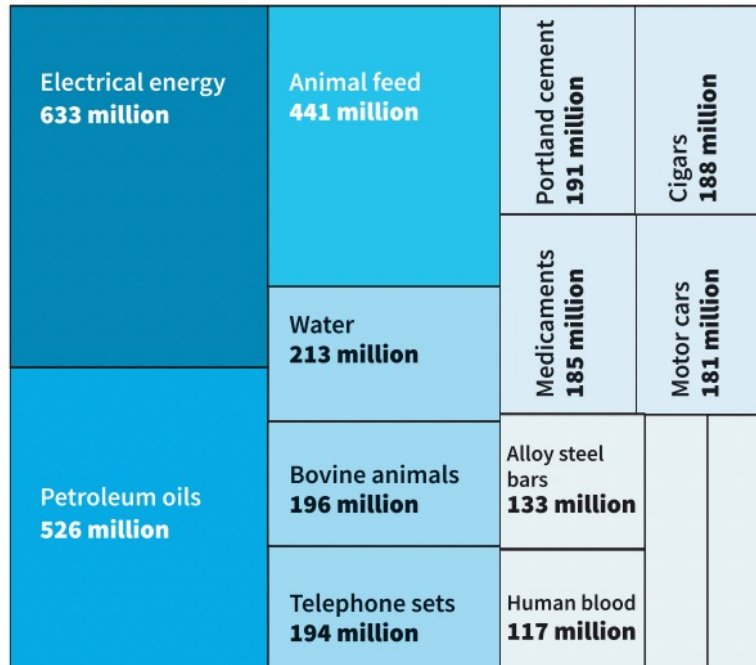 Electrical energy
633 million
Petroleum oils
526 million
Animal feed
441 million
Water
213 million
Bovine animals
196 million
Telephone sets
194 million
Portland cement
191 million
Cigars
188 million
Medicaments
185 million
Motor cars
181 million
Alloy steel
bars
133 million
Human blood
117 million